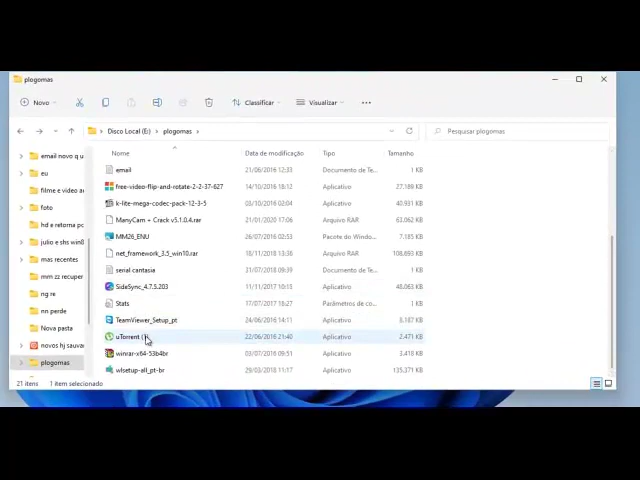 plogomas
Novo
Classificar
Visualizar
Disco Local (E:) > plogomas >
Pesquisar plogomas
Nome Data de modificação Tipo Tamanho
email novo q u
eu
filme e video ac
foto
hd e retorna pc
julio e shs win8
mas recentes
mm zz recuper
ng re
nn perde
Nova pasta
novos hj sauva
plogomas
email 21/06/2016 12:33 Documento de Te... 1 KB
free-video-flip-and-rotate-2-2-37-627 14/10/2016 18:12 Aplicativo 27.189 KB
k-lite-mega-codec-pack-12-3-5 03/10/2016 02:04 Aplicativo 40.931 KB
ManyCam + Crack v5.1.0.4.rar 21/01/2020 17:06 Arquivo RAR 63.062 KB
MM26_ENU 26/07/2016 02:53 Pacote do Windo... 7.185 KB
net_framework_3.5_win10.rar 18/11/2018 13:38 Arquivo RAR 108.693 KB
serial camtasia 21/07/2018 09:39 Documento de Te... 1 KB
SideSync_4.7.5.203 11/11/2017 10:18 Aplicativo 48.063 KB
Stats 17/07/2017 18:27 Parâmetros de co... 1 KB
TeamViewer_Setup_pt 24/06/2016 14:11 Aplicativo 3.187 KB
uTorrent 22/06/2016 21:40 Aplicativo 2.471 KB
winrar-x64-534br 03/07/2016 09:51 Aplicativo 3.418 KB
wlsetup-all_pt-br 29/03/2018 11:17 Aplicativo 135.271 KB
21 itens 1 item selecionado